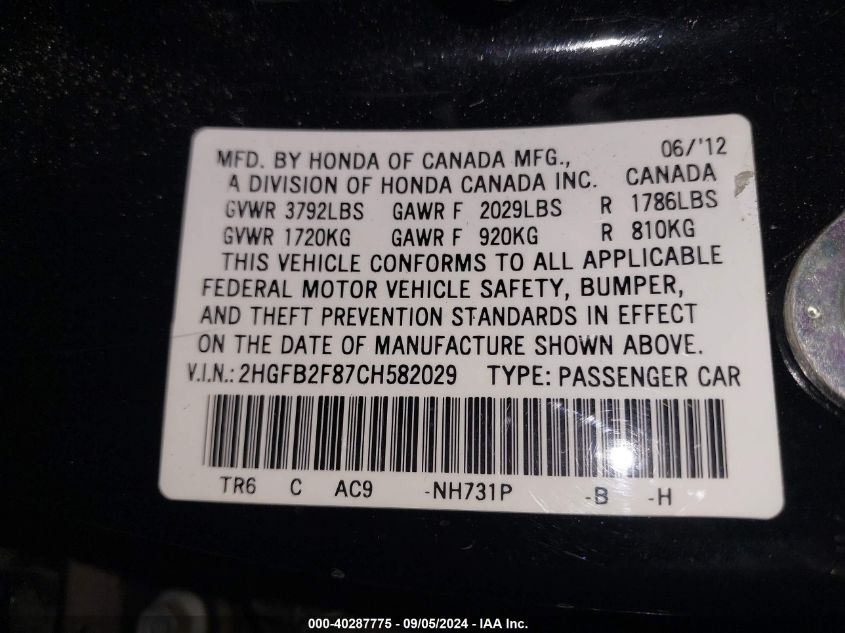 MFD. BY HONDA OF CANADA MFG., 06/'12
A DIVISION OF HONDA CANADA INC. CANADA
GVWR 3792LBS GAWR F 2029LBS R 1786LBS
GVWR 1720KG GAWR F 920KG R 810KG
THIS VEHICLE CONFORMS TO ALL APPLICABLE
FEDERAL MOTOR VEHICLE SAFETY, BUMPER,
AND THEFT PREVENTION STANDARDS IN EFFECT
ON THE DATE OF MANUFACTURE SHOWN ABOVE.
V.I.N.: 2HGFB2F87CH582029 TYPE: PASSENGER CAR
TR6 C AC9 -NH731P -B -H
000-40287775 - 09/05/2024 - IAA Inc.